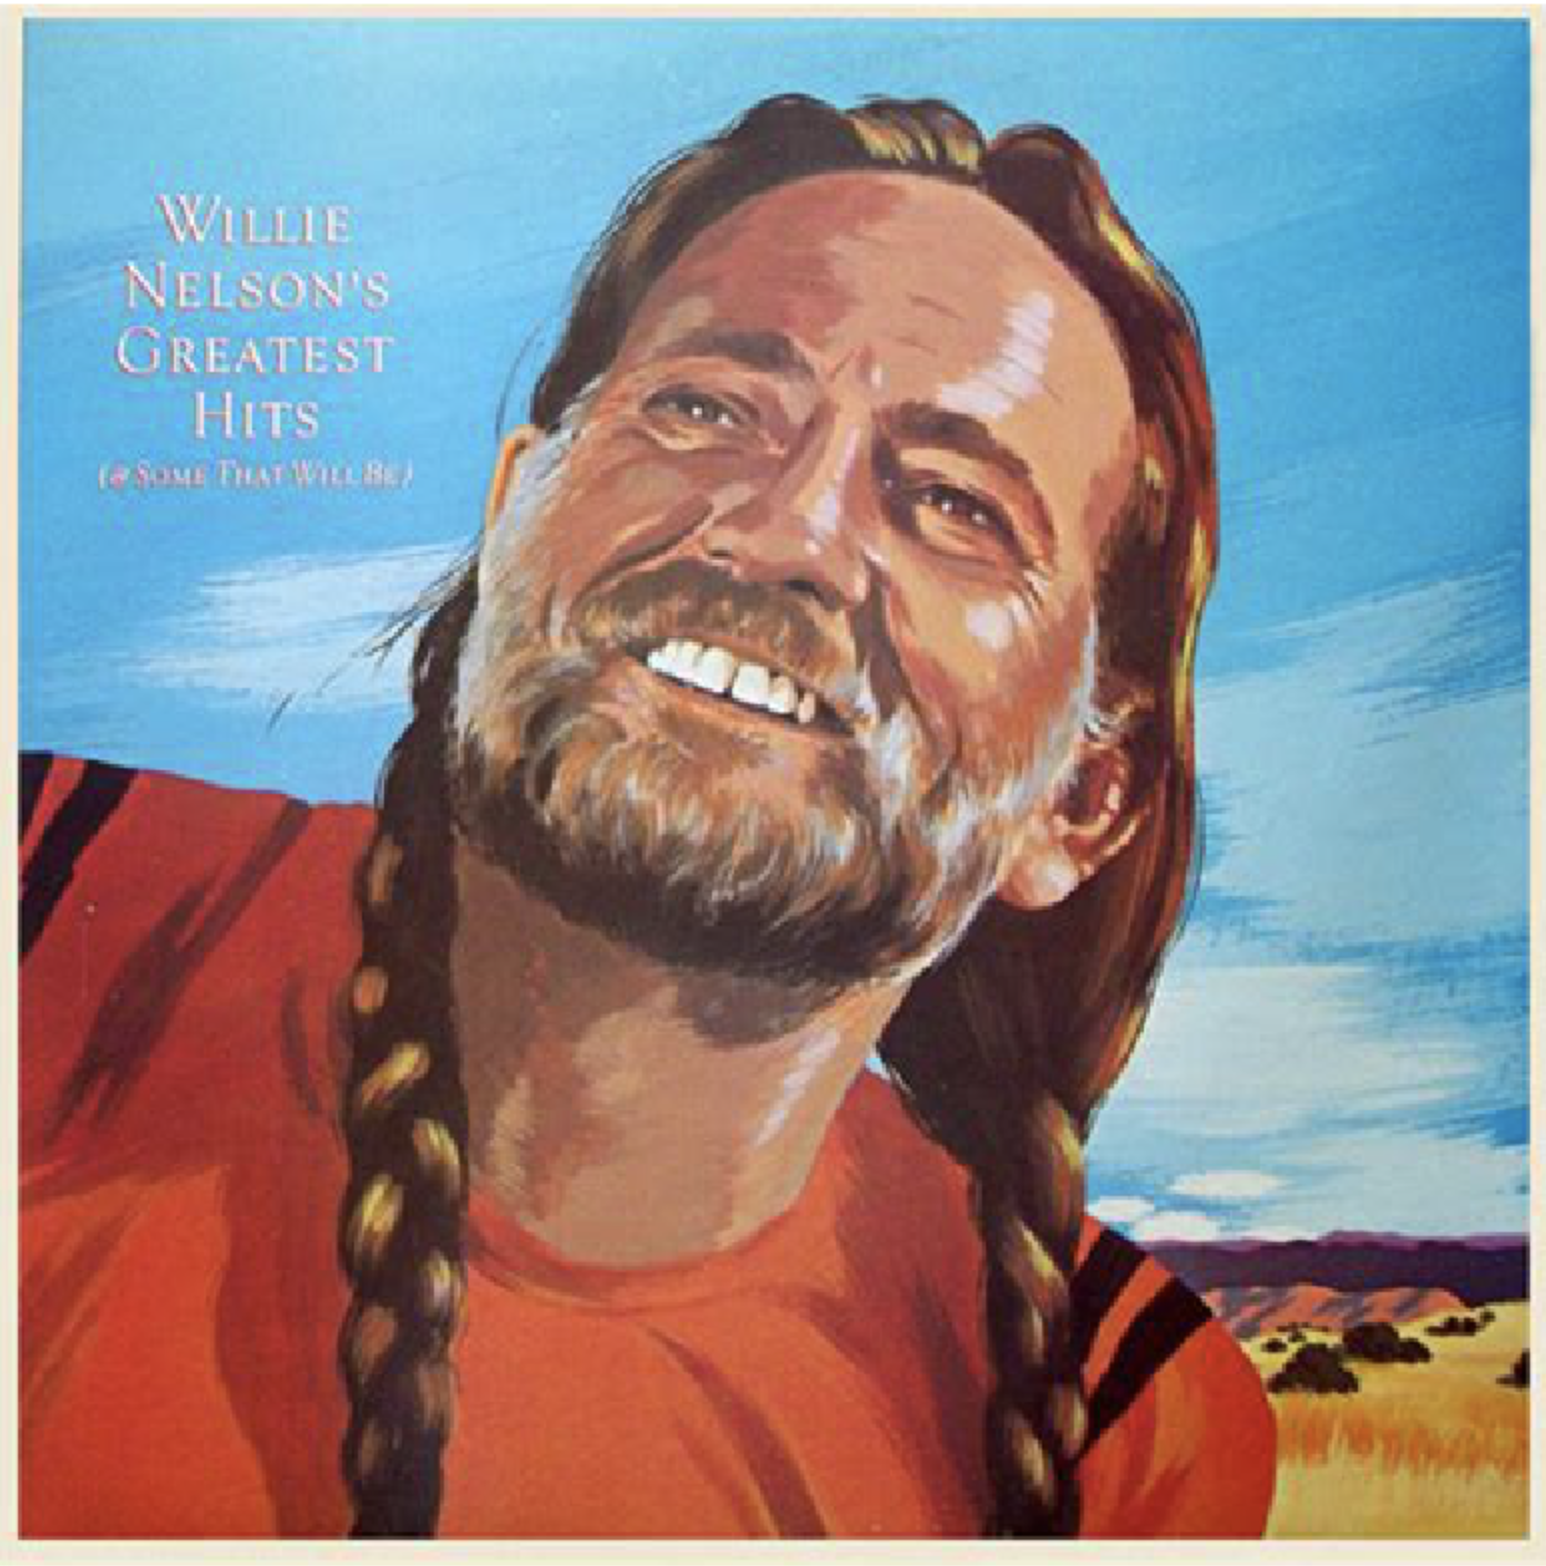 WILLIE
NELSON'S
GREATEST
HITS
(& SOME THAT WILL BE)